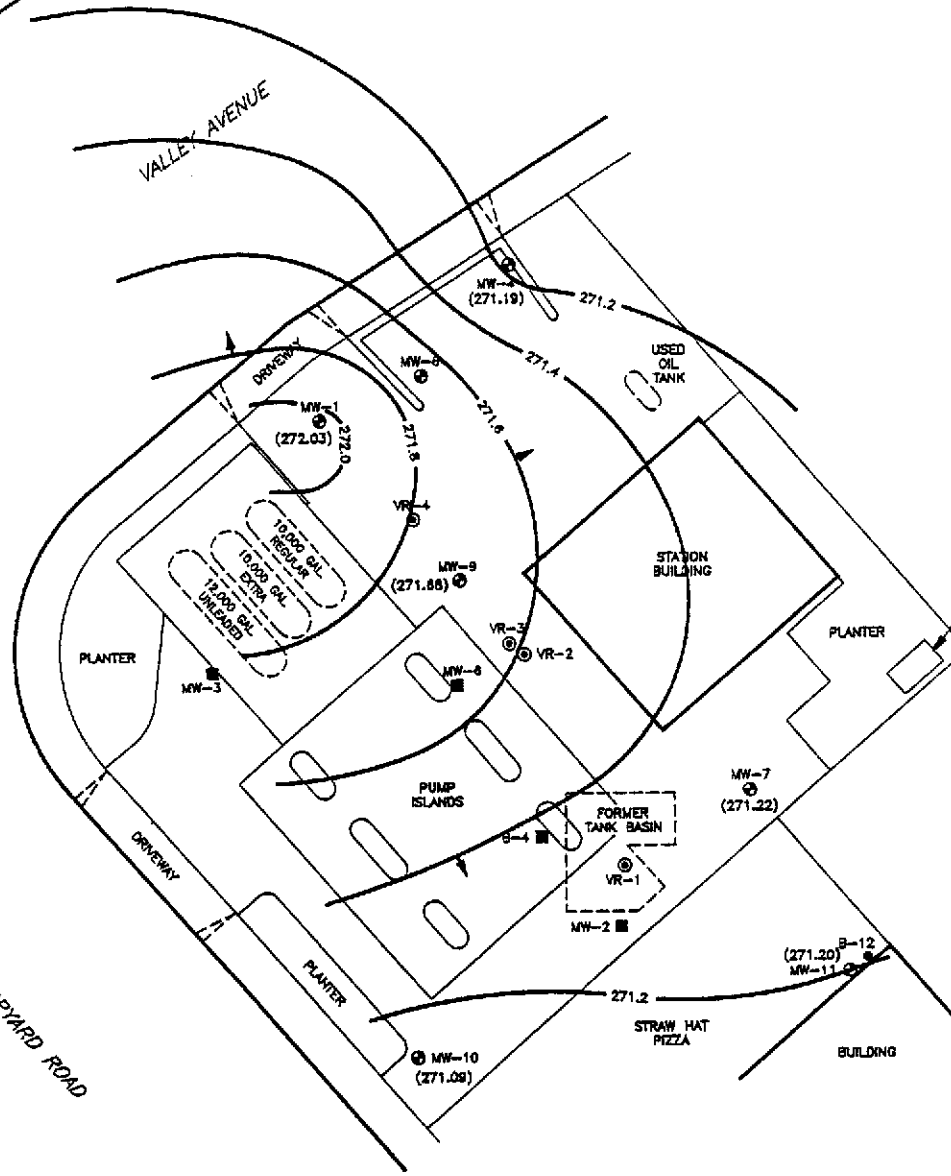 VALLEY AVENUE
MW-4
(271.19)
271.2
USED
OIL
TANK
271.4
DRIVEWAY
MW-8
271.6
MW-1
(272.03)
272.0
271.8
VR-4
10,000 GAL.
REGULAR
10,000 GAL.
EXTRA
12,000 GAL.
UNLEADED
MW-9
(271.68)
STATION
BUILDING
PLANTER
VR-3
VR-2
PLANTER
MW-3
MW-6
PUMP
ISLANDS
MW-7
(271.22)
FORMER
TANK BASIN
B-4
VR-1
DRIVEWAY
MW-2
PLANTER
B-12
(271.20)
MW-11
271.2
STRAW HAT
PIZZA
BUILDING
MW-10
(271.09)
PYARD ROAD